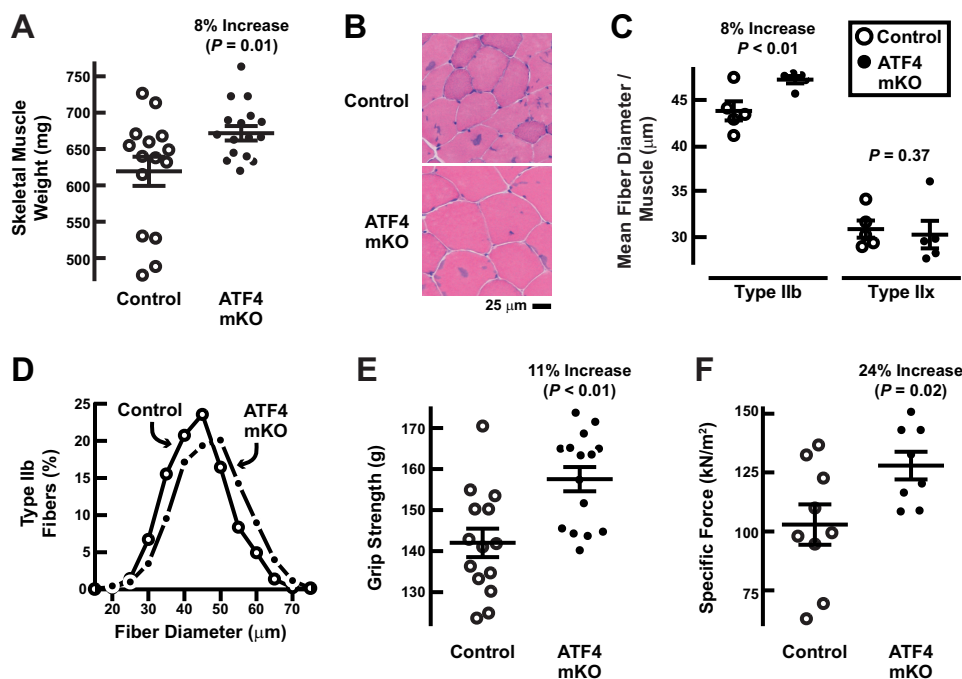 A
8% Increase
(P = 0.01)
Skeletal Muscle
Weight (mg)
750
700
650
600
550
500
Control
ATF4
mKO
B
Control
ATF4
mKO
25 μm
C
8% Increase
P < 0.01
Control
ATF4
mKO
Mean Fiber Diameter /
Muscle (μm)
45
35
30
P = 0.37
Type IIb
Type IIx
D
Type IIb
Fibers (%)
25
20
15
10
5
0
Control
ATF4
mKO
20 30 40 50 60 70
Fiber Diameter (μm)
E
11% Increase
(P < 0.01)
Grip Strength (g)
170
160
150
140
130
Control
ATF4
mKO
F
24% Increase
(P = 0.02)
Specific Force (kN/m²)
150
125
100
75
Control
ATF4
mKO